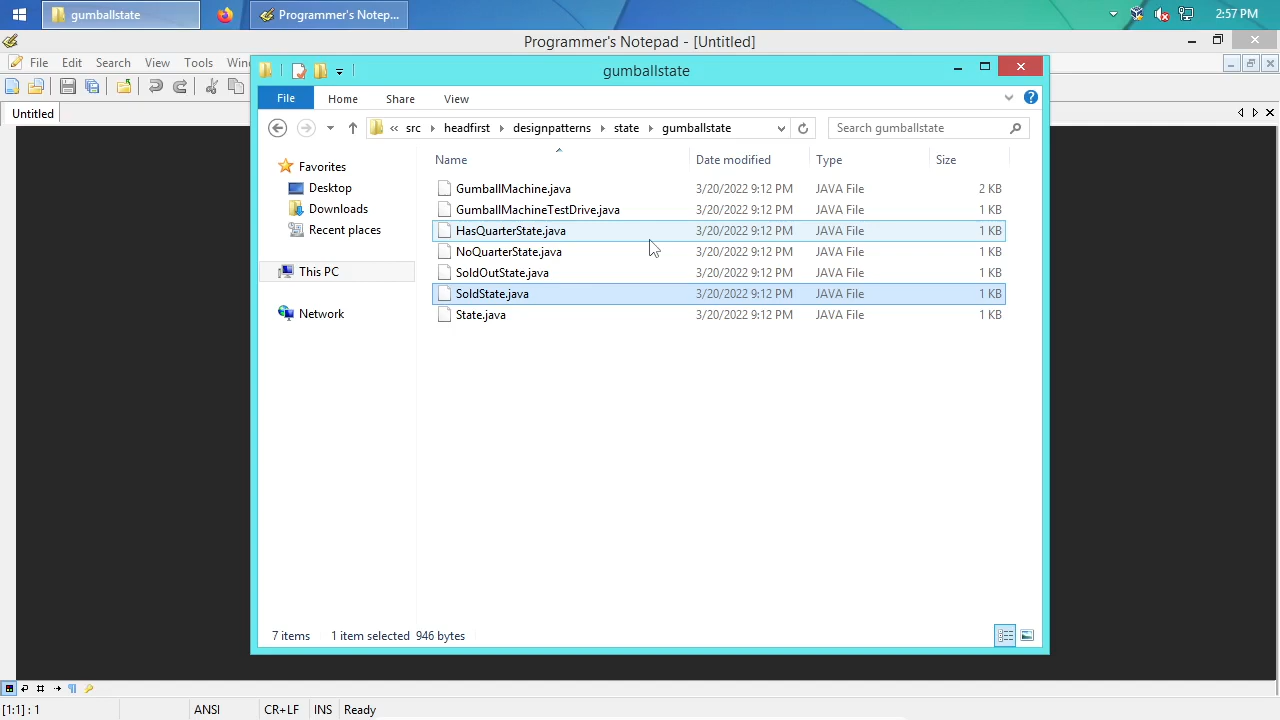 gumballstate
Programmer's Notep...
2:57 PM
Programmer's Notepad - [Untitled]
File Edit Search View Tools Win
Untitled
gumballstate
File Home Share View
« src headfirst designpatterns state gumballstate
Search gumballstate
Name Date modified Type Size
Favorites
Desktop
Downloads
Recent places
This PC
Network
GumballMachine.java 3/20/2022 9:12 PM JAVA File 2 KB
GumballMachineTestDrive.java 3/20/2022 9:12 PM JAVA File 1 KB
HasQuarterState.java 3/20/2022 9:12 PM JAVA File 1 KB
NoQuarterState.java 3/20/2022 9:12 PM JAVA File 1 KB
SoldOutState.java 3/20/2022 9:12 PM JAVA File 1 KB
SoldState.java 3/20/2022 9:12 PM JAVA File 1 KB
State.java 3/20/2022 9:12 PM JAVA File 1 KB
7 items 1 item selected 946 bytes
[1:1] : 1 ANSI CR+LF INS Ready